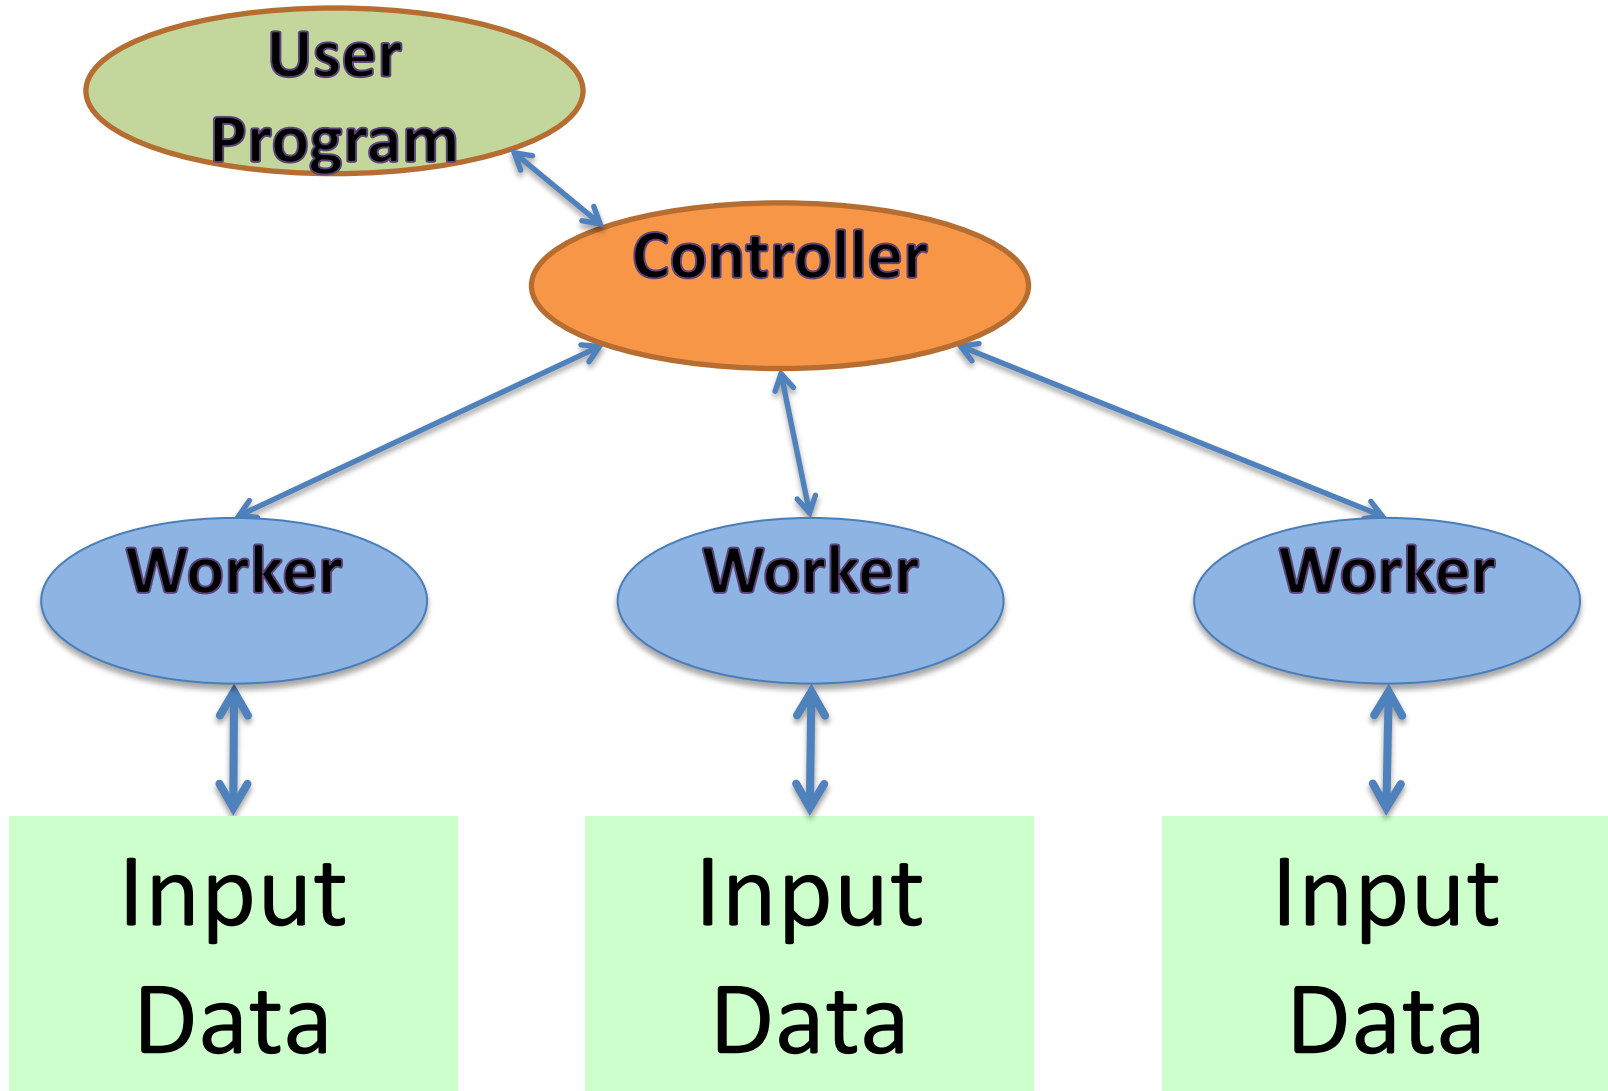 User
Program
Controller
Worker
Worker
Worker
Input
Data
Input
Data
Input
Data